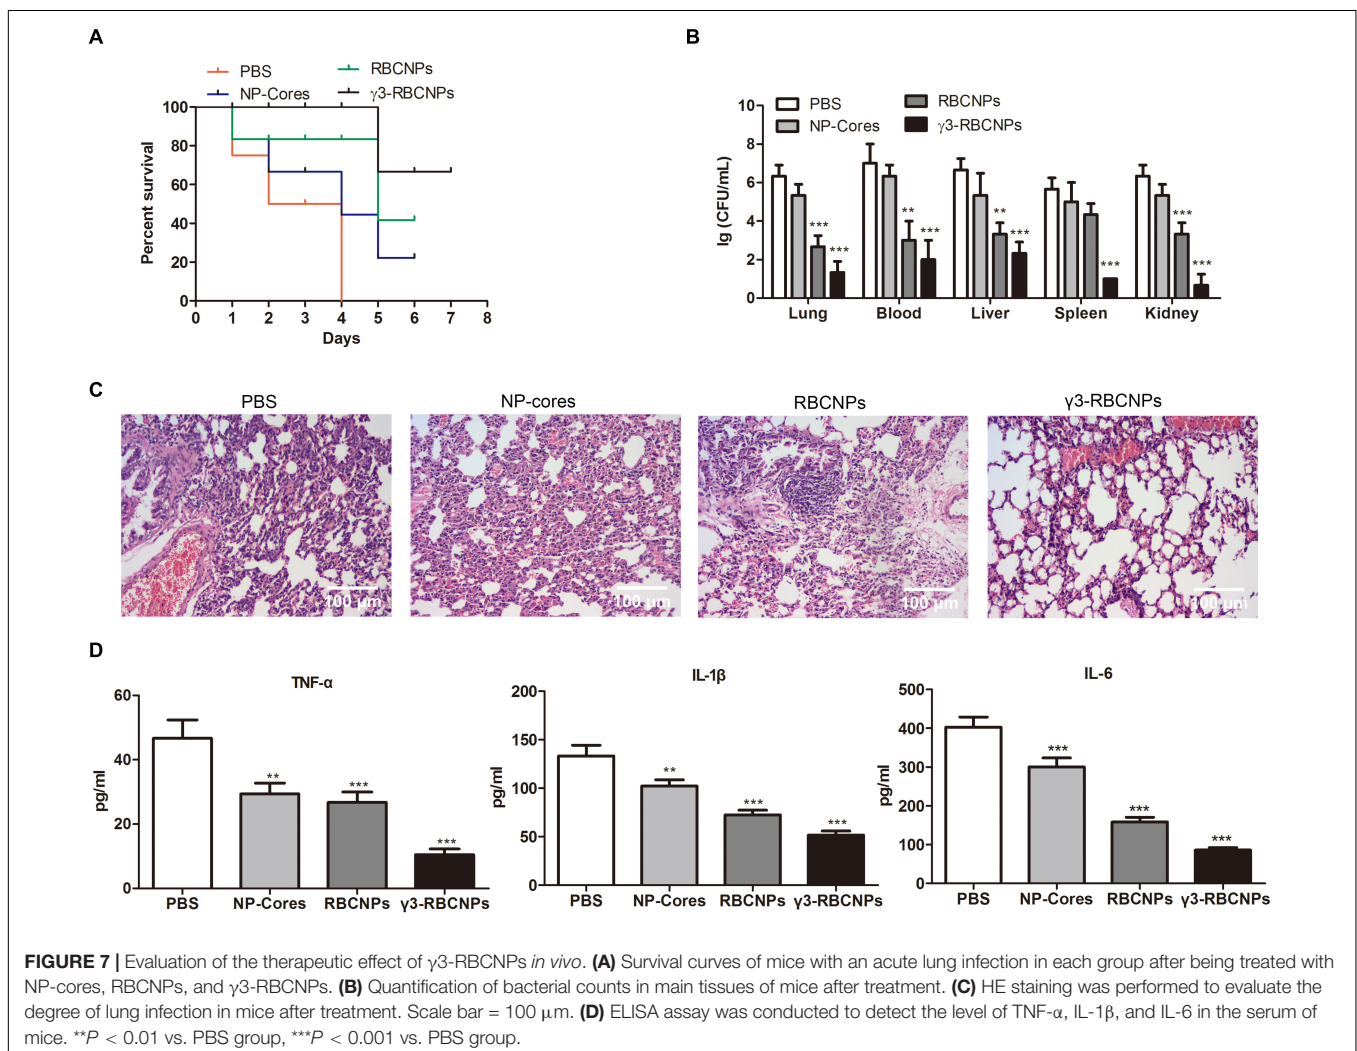 A
PBS
RBCNPs
NP-Cores
γ3-RBCNPs
100
80
60
40
20
0
Percent survival
0 1 2 3 4 5 6 7 8
Days
B
PBS
RBCNPs
NP-Cores
γ3-RBCNPs
10
8
6
4
2
0
lg (CFU/mL)
*** *** ** *** ** *** *** *** ***
Lung Blood Liver Spleen Kidney
C
PBS NP-cores RBCNPs γ3-RBCNPs
100 μm 100 μm 100 μm 100 μm
D
TNF-α
60
40
20
0
pg/ml
** *** ***
PBS NP-Cores RBCNPs γ3-RBCNPs
IL-1β
200
150
100
50
0
pg/ml
** *** ***
PBS NP-Cores RBCNPs γ3-RBCNPs
IL-6
500
400
300
200
100
0
pg/ml
*** *** ***
PBS NP-Cores RBCNPs γ3-RBCNPs
FIGURE 7 | Evaluation of the therapeutic effect of γ3-RBCNPs in vivo. (A) Survival curves of mice with an acute lung infection in each group after being treated with
NP-cores, RBCNPs, and γ3-RBCNPs. (B) Quantification of bacterial counts in main tissues of mice after treatment. (C) HE staining was performed to evaluate the
degree of lung infection in mice after treatment. Scale bar = 100 μm. (D) ELISA assay was conducted to detect the level of TNF-α, IL-1β, and IL-6 in the serum of
mice. **P < 0.01 vs. PBS group, ***P < 0.001 vs. PBS group.